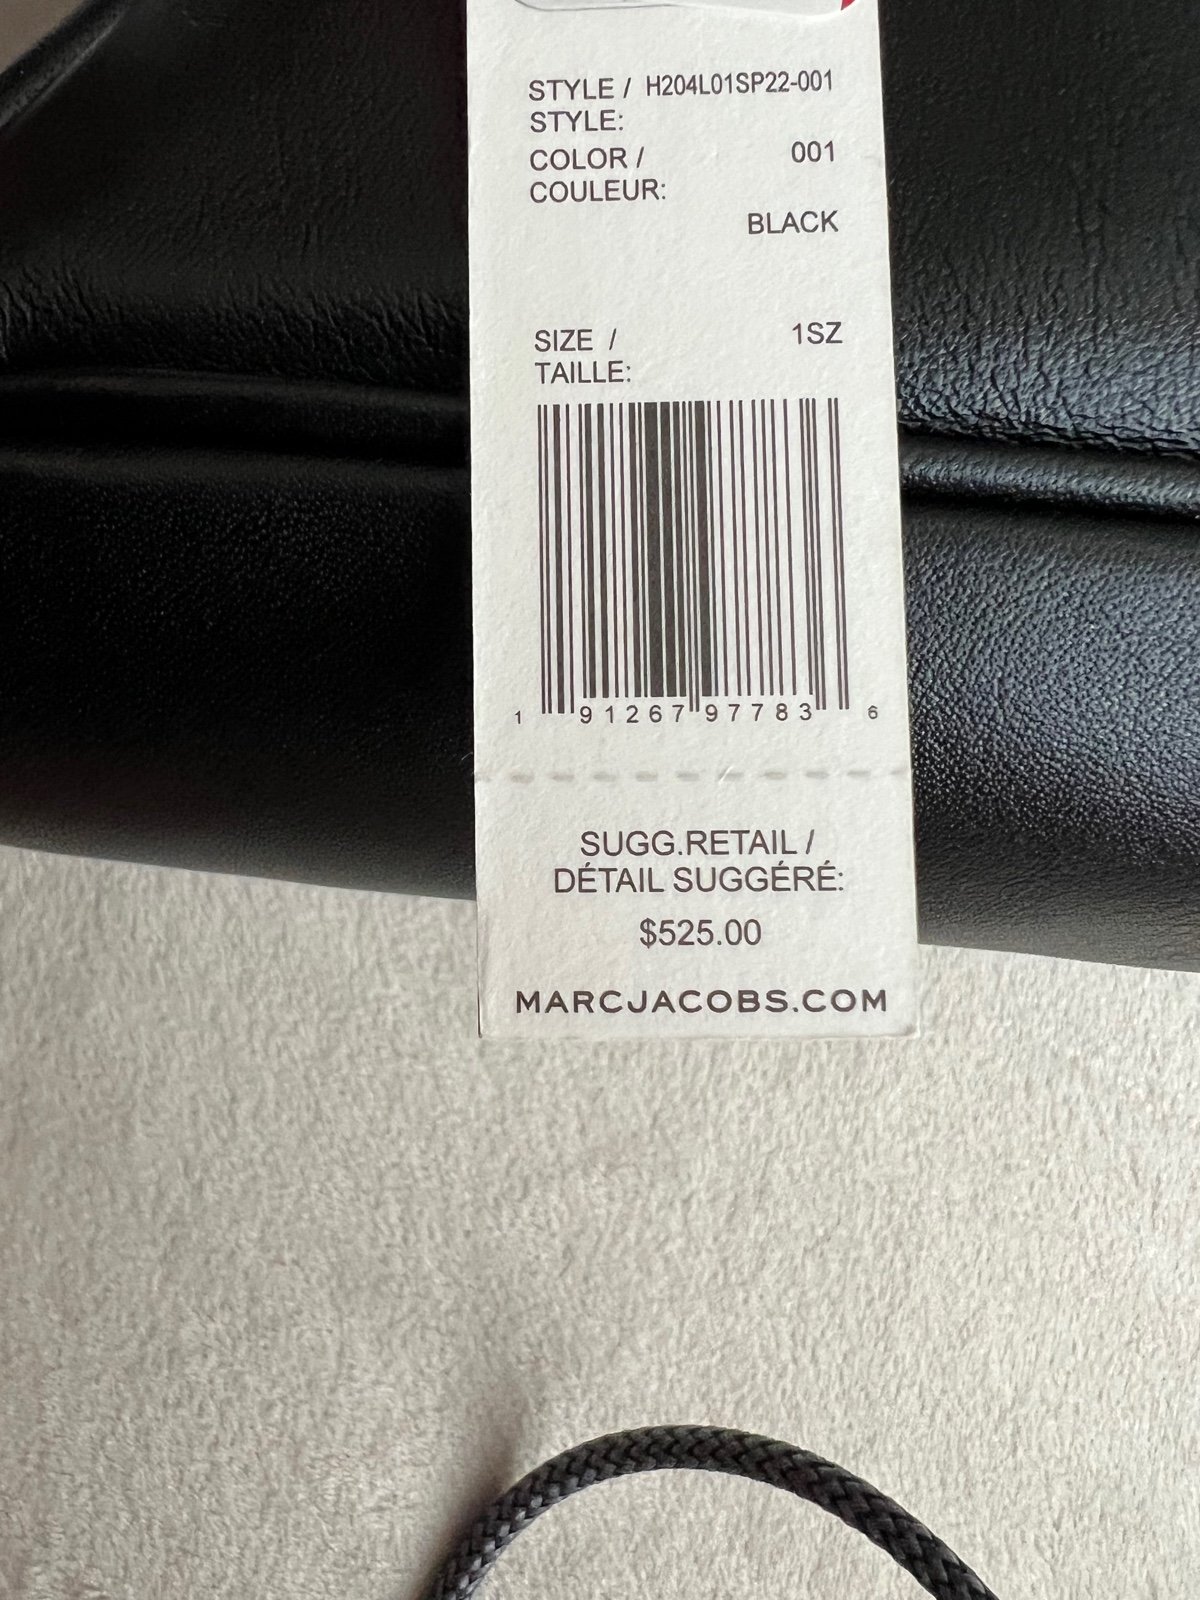 STYLE / H204L01SP22-001
STYLE:
COLOR / 001
COULEUR:
BLACK
SIZE / 1SZ
TAILLE:
1 91267 97783 6
SUGG.RETAIL /
DÉTAIL SUGGÉRÉ:
$525.00
MARCJACOBS.COM